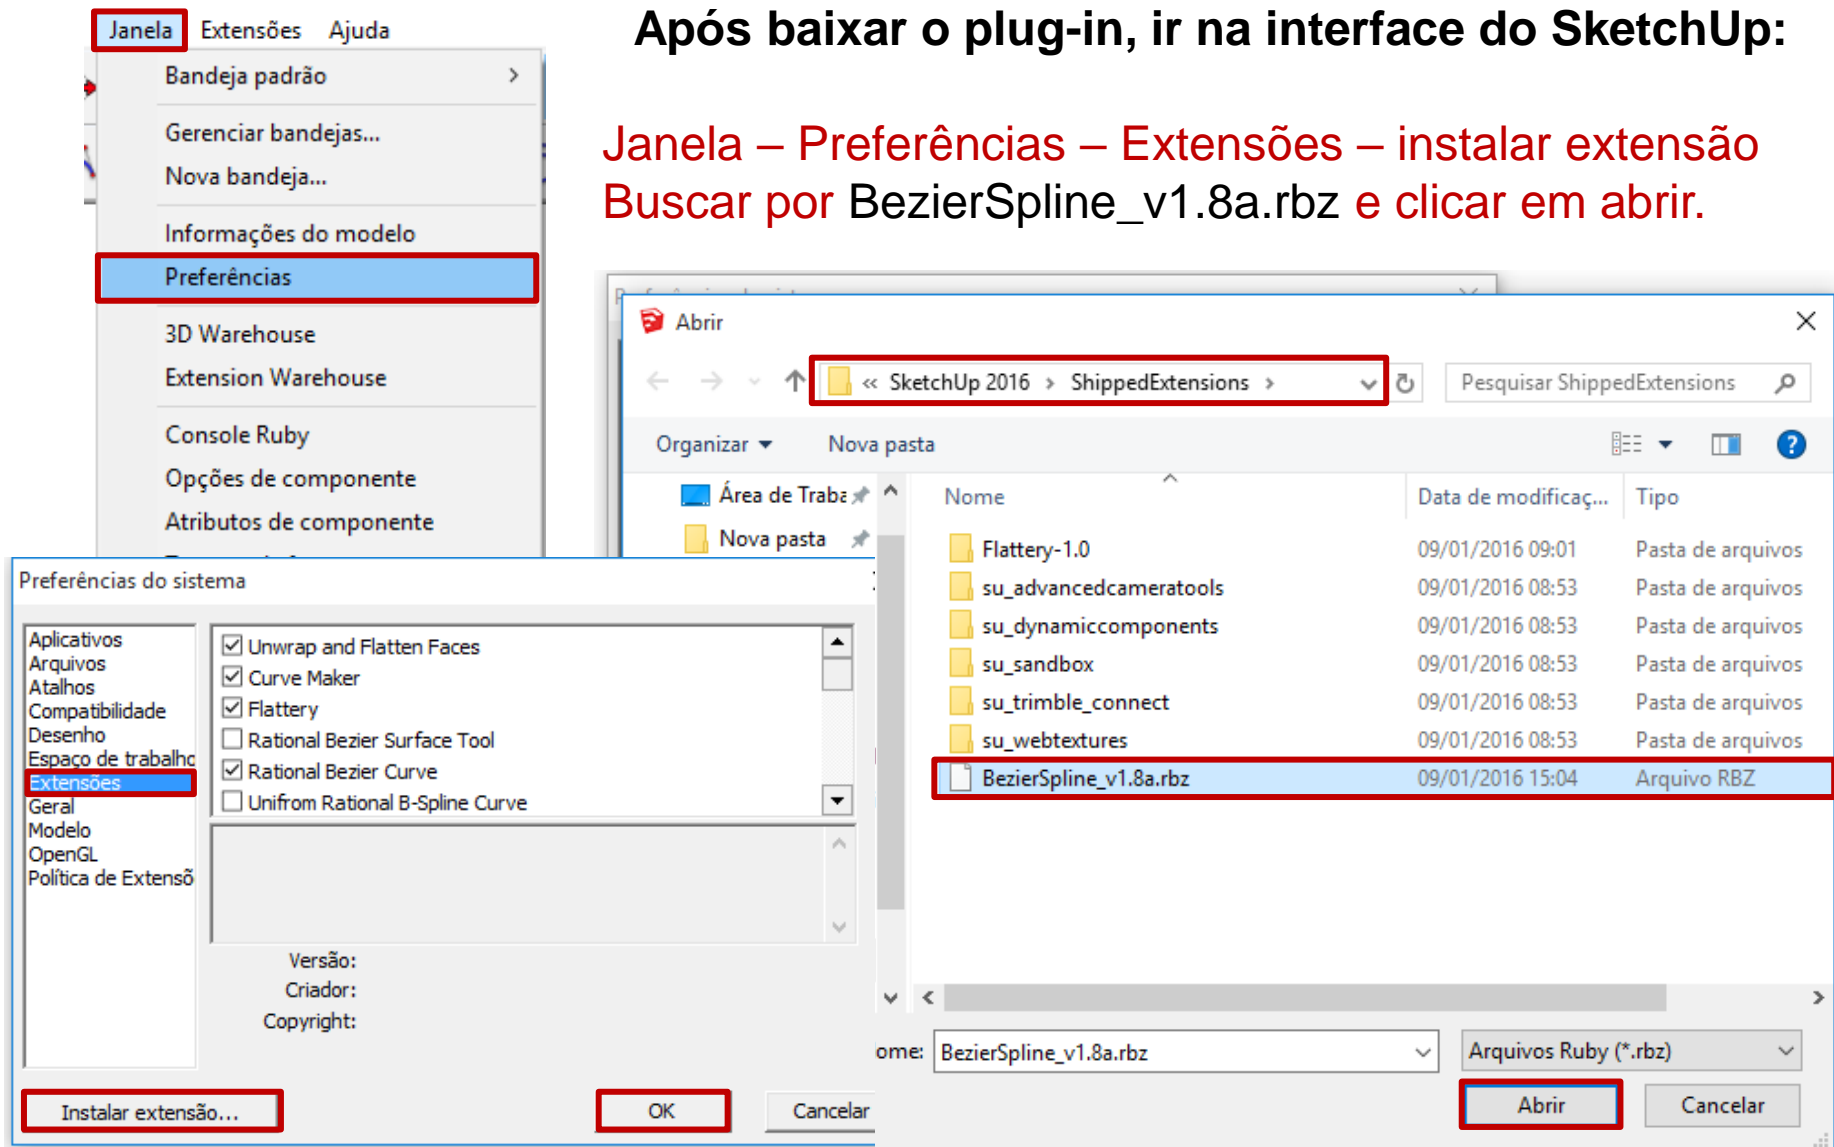 Após baixar o plug-in, ir na interface do SketchUp:
Janela – Preferências – Extensões – instalar extensão
Buscar por BezierSpline_v1.8a.rbz e clicar em abrir.
Janela Extensões Ajuda
Bandeja padrão
Gerenciar bandejas...
Nova bandeja...
Informações do modelo
Preferências
3D Warehouse
Extension Warehouse
Console Ruby
Opções de componente
Atributos de componente
Preferências do sistema
Aplicativos
Arquivos
Atalhos
Compatibilidade
Desenho
Espaço de trabalho
Extensões
Geral
Modelo
OpenGL
Política de Extensõ
Unwrap and Flatten Faces
Curve Maker
Flattery
Rational Bezier Surface Tool
Rational Bezier Curve
Unifrom Rational B-Spline Curve
Versão:
Criador:
Copyright:
Instalar extensão...
OK
Cancelar
Abrir
« SketchUp 2016 > ShippedExtensions >
Pesquisar ShippedExtensions
Organizar
Nova pasta
Área de Traba
Nova pasta
Nome Data de modificaç... Tipo
Flattery-1.0 09/01/2016 09:01 Pasta de arquivos
su_advancedcameratools 09/01/2016 08:53 Pasta de arquivos
su_dynamiccomponents 09/01/2016 08:53 Pasta de arquivos
su_sandbox 09/01/2016 08:53 Pasta de arquivos
su_trimble_connect 09/01/2016 08:53 Pasta de arquivos
su_webtextures 09/01/2016 08:53 Pasta de arquivos
BezierSpline_v1.8a.rbz 09/01/2016 15:04 Arquivo RBZ
ome: BezierSpline_v1.8a.rbz
Arquivos Ruby (*.rbz)
Abrir
Cancelar